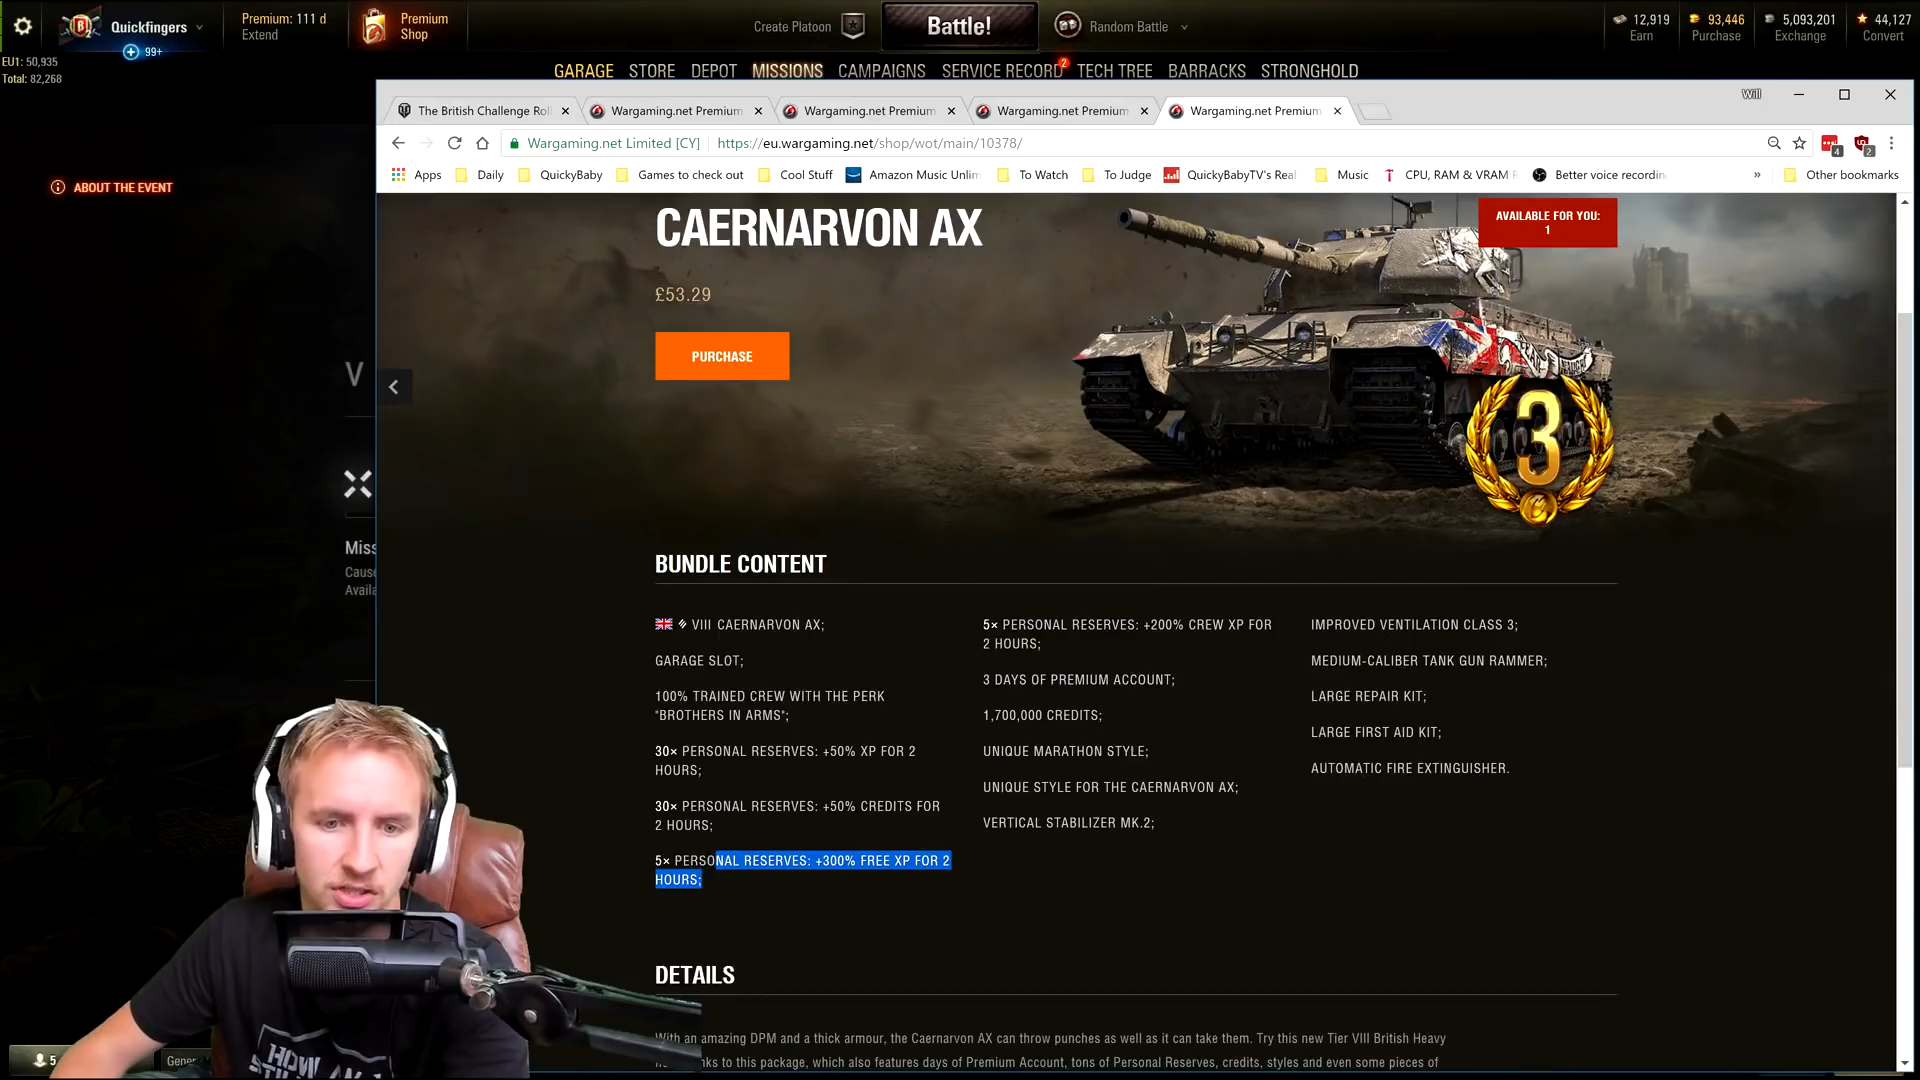 Quickfingers
99+
Premium: 111 d
Extend
Premium
Shop
Create Platoon
Battle!
Random Battle
12,919
Earn
93,446
Purchase
5,093,201
Exchange
44,127
Convert
EU1: 50,935
Total: 82,268
GARAGE STORE DEPOT MISSIONS CAMPAIGNS SERVICE RECORD 2 TECH TREE BARRACKS STRONGHOLD
Will
The British Challenge Roll
Wargaming.net Premium
Wargaming.net Premium
Wargaming.net Premium
Wargaming.net Premium
Wargaming.net Limited [CY]
https://eu.wargaming.net/shop/wot/main/10378/
4
2
Apps Daily QuickyBaby Games to check out Cool Stuff Amazon Music Unlim To Watch To Judge QuickyBabyTV's Real Music CPU, RAM & VRAM Better voice recordin » Other bookmarks
ABOUT THE EVENT
CAERNARVON AX
AVAILABLE FOR YOU:
1
£53.29
PURCHASE
V
3
Miss
Cause
Availa
BUNDLE CONTENT
VIII CAERNARVON AX;
GARAGE SLOT;
100% TRAINED CREW WITH THE PERK
"BROTHERS IN ARMS";
30× PERSONAL RESERVES: +50% XP FOR 2
HOURS;
30× PERSONAL RESERVES: +50% CREDITS FOR
2 HOURS;
5× PERSONAL RESERVES: +300% FREE XP FOR 2
HOURS;
5× PERSONAL RESERVES: +200% CREW XP FOR
2 HOURS;
3 DAYS OF PREMIUM ACCOUNT;
1,700,000 CREDITS;
UNIQUE MARATHON STYLE;
UNIQUE STYLE FOR THE CAERNARVON AX;
VERTICAL STABILIZER MK.2;
IMPROVED VENTILATION CLASS 3;
MEDIUM-CALIBER TANK GUN RAMMER;
LARGE REPAIR KIT;
LARGE FIRST AID KIT;
AUTOMATIC FIRE EXTINGUISHER.
DETAILS
With an amazing DPM and a thick armour, the Caernarvon AX can throw punches as well as it can take them. Try this new Tier VIII British Heavy
nks to this package, which also features days of Premium Account, tons of Personal Reserves, credits, styles and even some pieces of
5
Gener